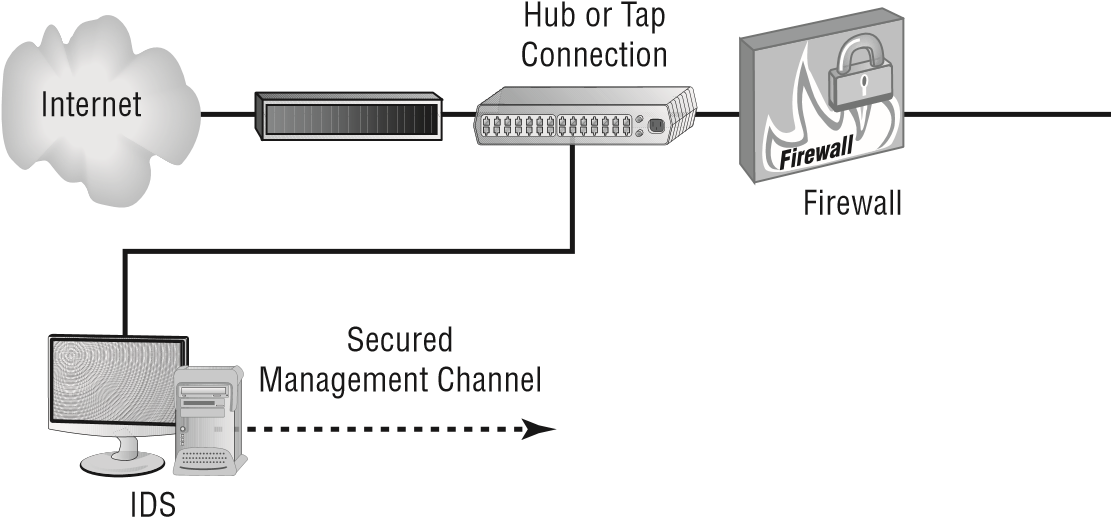 Hub or Tap
Connection
Internet
Firewall
Firewall
Secured
Management Channel
IDS